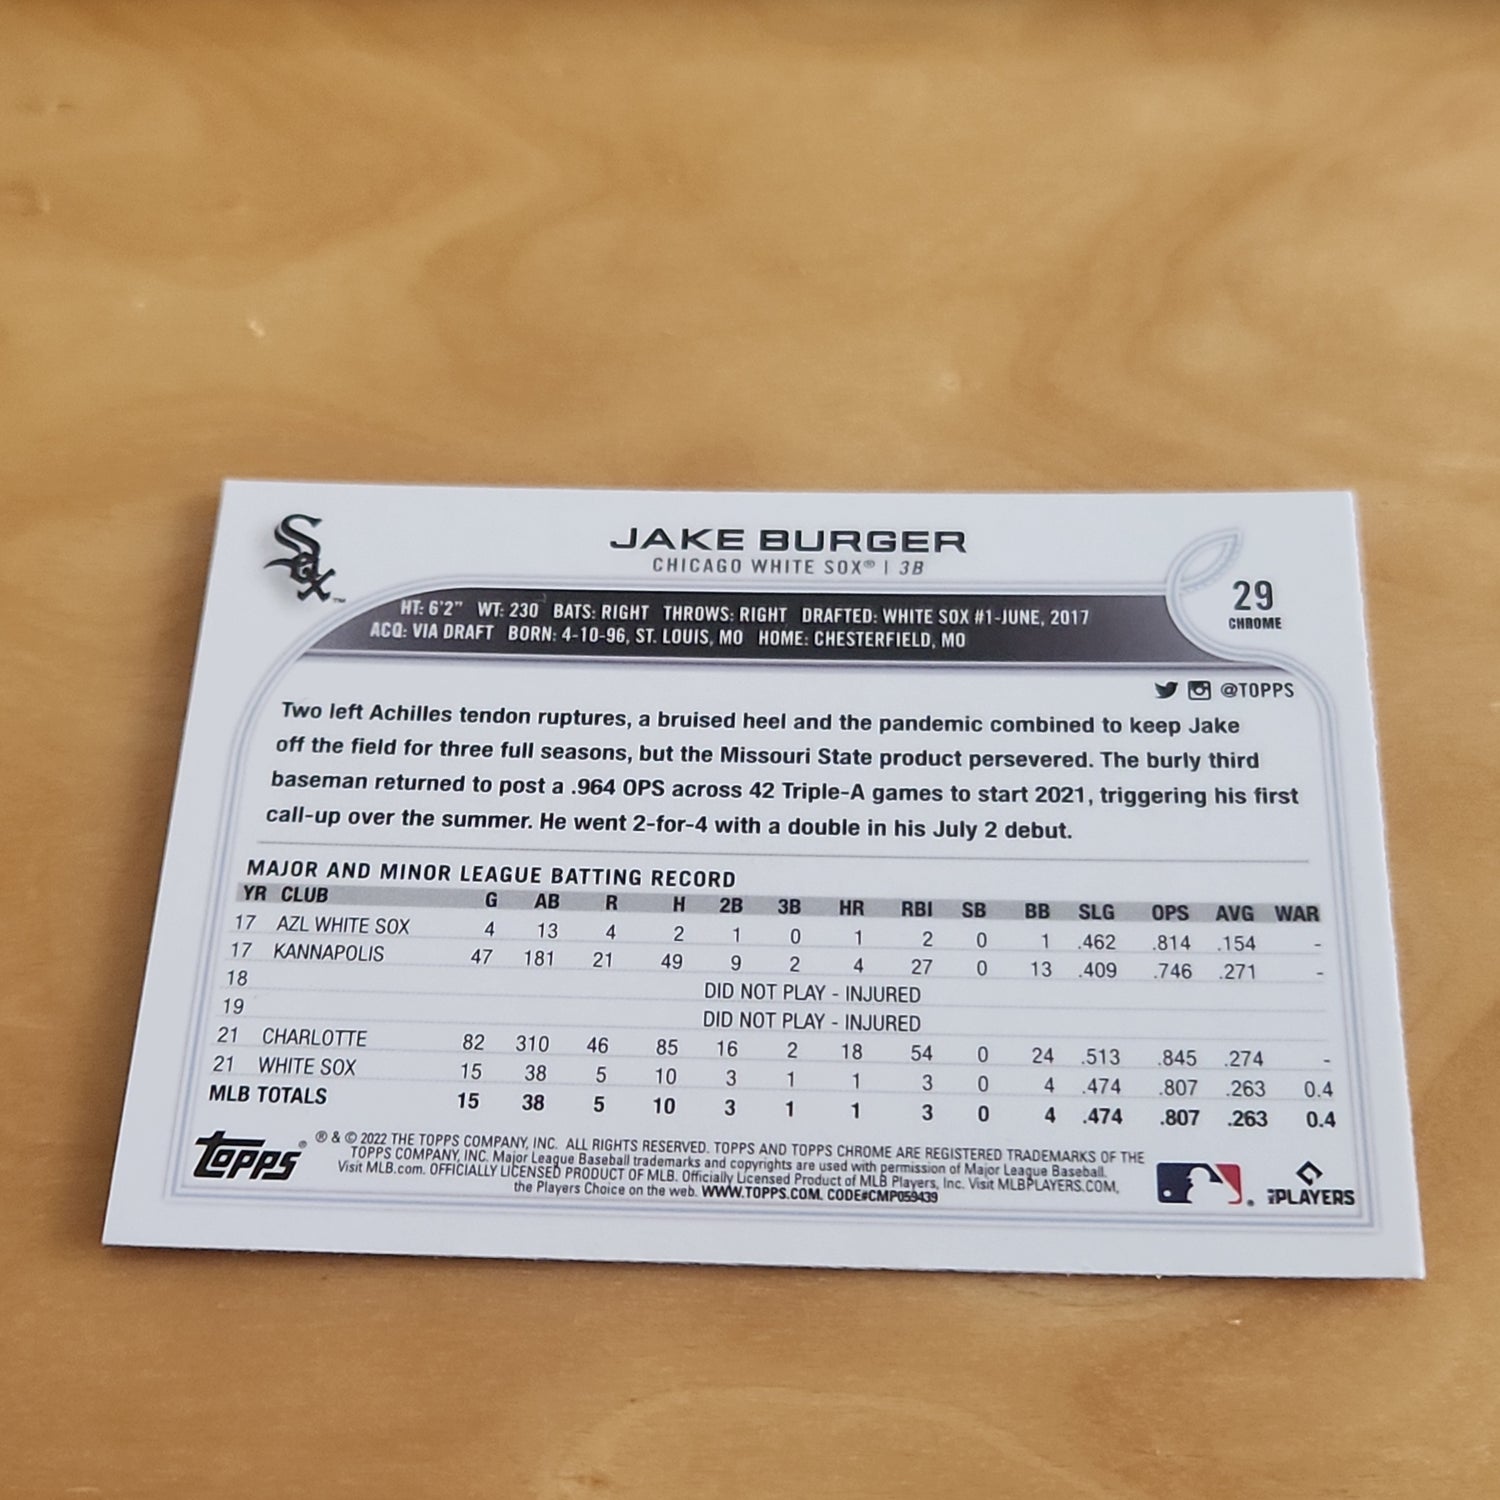 Sox™
JAKE BURGER
CHICAGO WHITE SOX® | 3B
29
CHROME
HT: 6'2" WT: 230 BATS: RIGHT THROWS: RIGHT DRAFTED: WHITE SOX #1-JUNE, 2017
ACQ: VIA DRAFT BORN: 4-10-96, ST. LOUIS, MO HOME: CHESTERFIELD, MO
@TOPPS
Two left Achilles tendon ruptures, a bruised heel and the pandemic combined to keep Jake
off the field for three full seasons, but the Missouri State product persevered. The burly third
baseman returned to post a .964 OPS across 42 Triple-A games to start 2021, triggering his first
call-up over the summer. He went 2-for-4 with a double in his July 2 debut.
MAJOR AND MINOR LEAGUE BATTING RECORD
YR CLUB G AB R H 2B 3B HR RBI SB BB SLG OPS AVG WAR
17 AZL WHITE SOX 4 13 4 2 1 0 1 2 0 1 .462 .814 .154 -
17 KANNAPOLIS 47 181 21 49 9 2 4 27 0 13 .409 .746 .271 -
18 DID NOT PLAY - INJURED
19 DID NOT PLAY - INJURED
21 CHARLOTTE 82 310 46 85 16 2 18 54 0 24 .513 .845 .274 -
21 WHITE SOX 15 38 5 10 3 1 1 3 0 4 .474 .807 .263 0.4
MLB TOTALS 15 38 5 10 3 1 1 3 0 4 .474 .807 .263 0.4
topps®
® & © 2022 THE TOPPS COMPANY, INC. ALL RIGHTS RESERVED. TOPPS AND TOPPS CHROME ARE REGISTERED TRADEMARKS OF THE
TOPPS COMPANY, INC. Major League Baseball trademarks and copyrights are used with permission of Major League Baseball.
Visit MLB.com. OFFICIALLY LICENSED PRODUCT OF MLB. Officially Licensed Product of MLB Players, Inc. Visit MLBPLAYERS.COM,
the Players Choice on the web. WWW.TOPPS.COM. CODE#CMP059439
PLAYERS